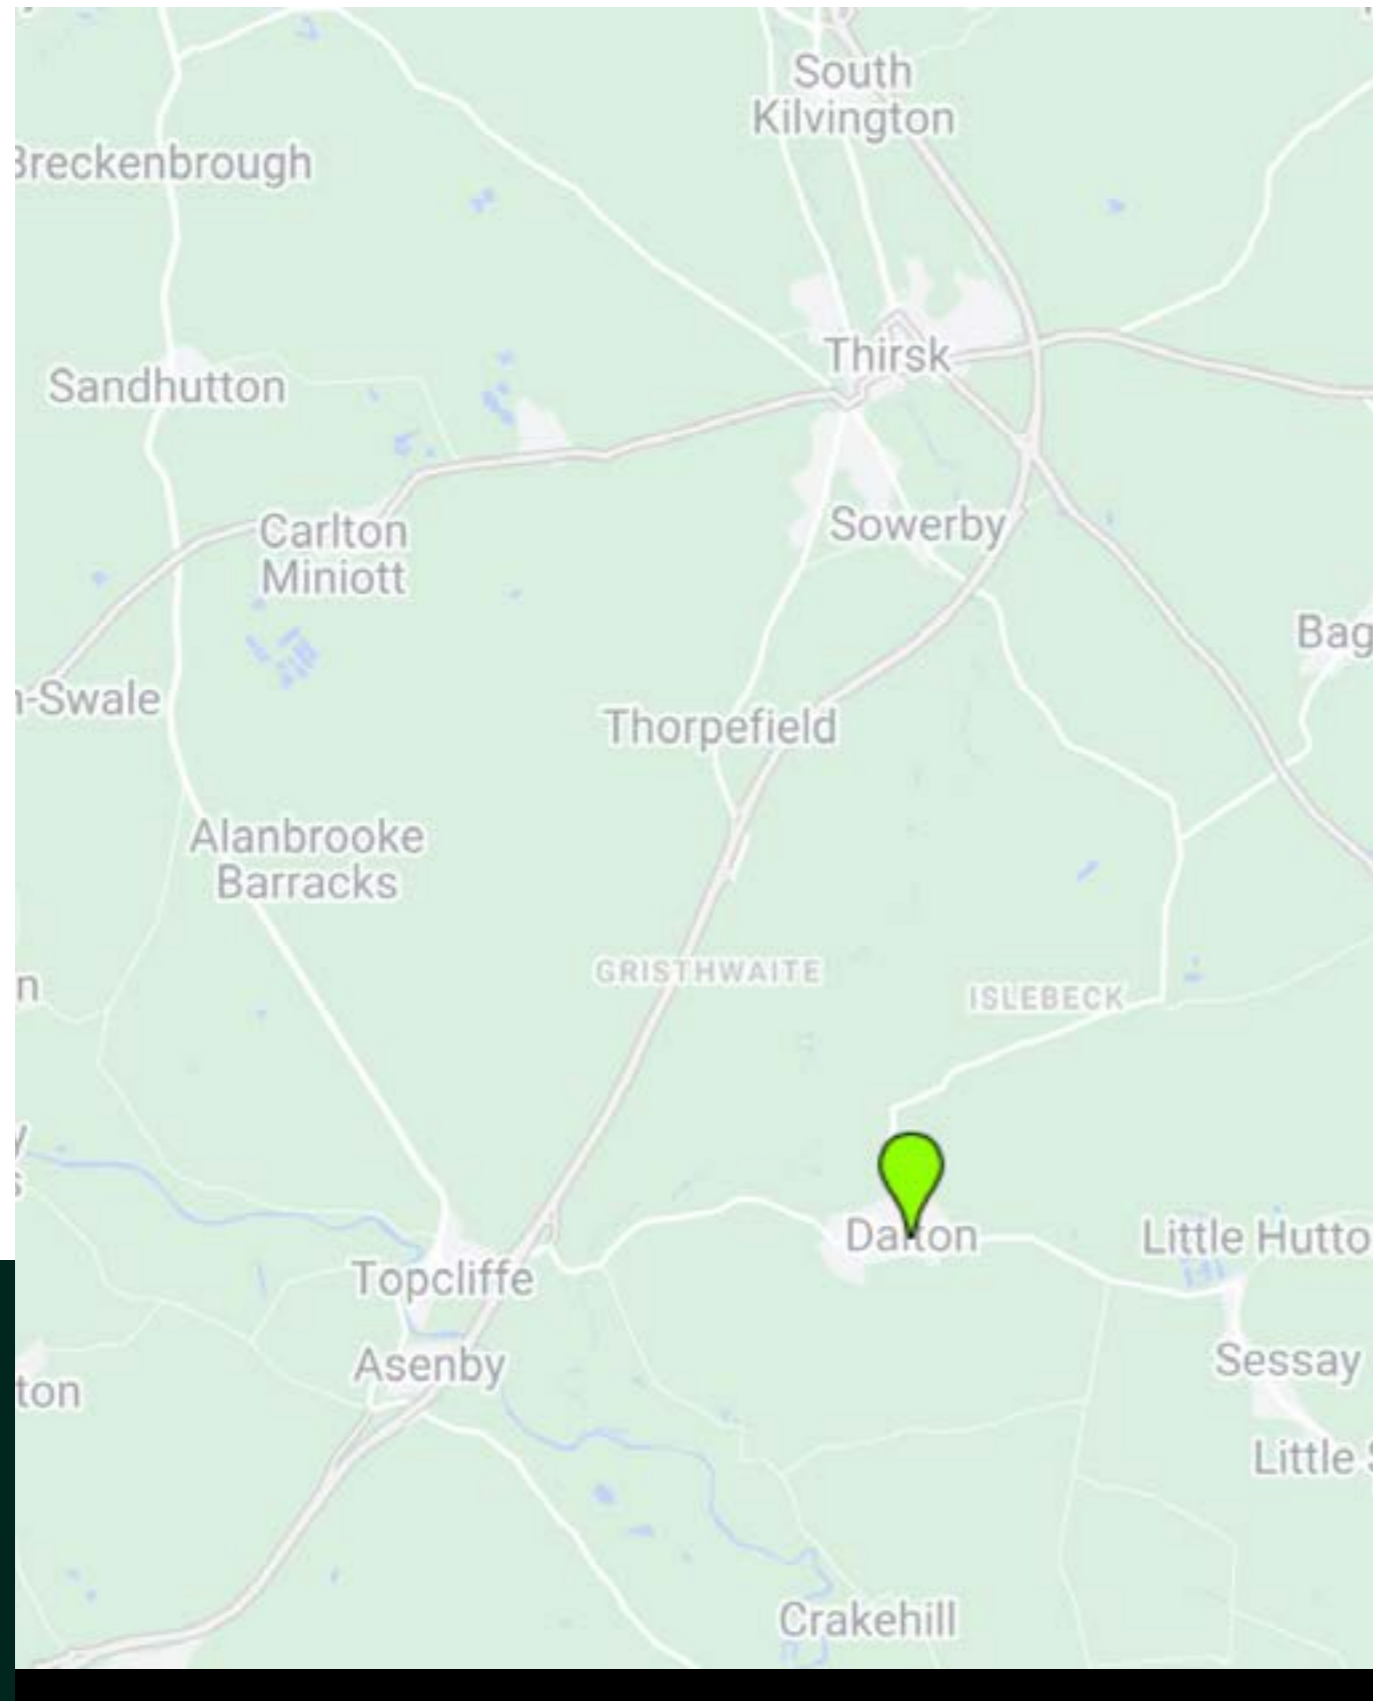 South
Kilvington
Breckenbrough
Thirsk
Sandhutton
Carlton
Miniott
Sowerby
Bag
n-Swale
Thorpefield
Alanbrooke
Barracks
GRISTHWAITE
n
ISLEBECK
y
s
Dalton
Little Hutto
Topcliffe
Asenby
Sessay
ton
Little S
Crakehill